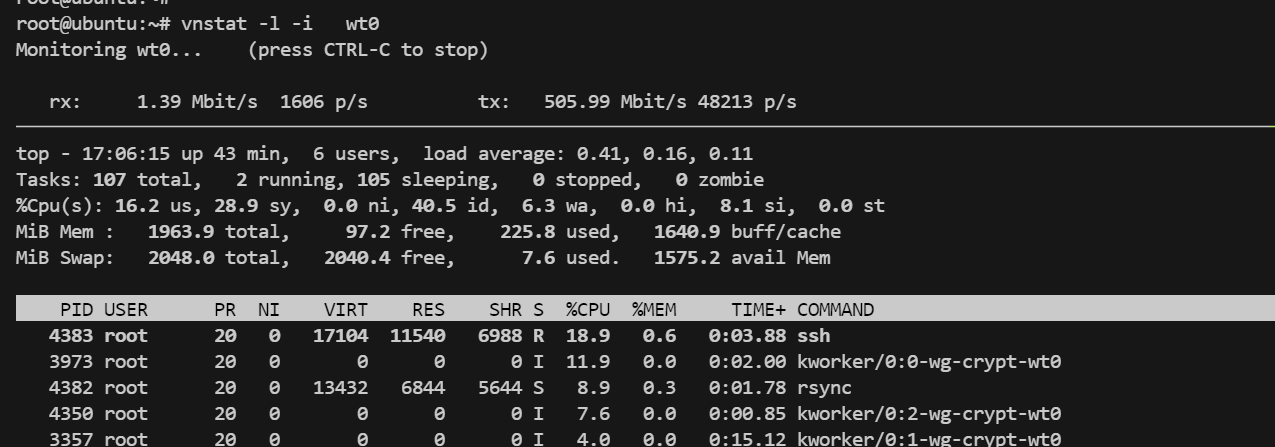 root@ubuntu:~#
root@ubuntu:~# vnstat -l -i   wt0
Monitoring wt0...    (press CTRL-C to stop)
   rx:     1.39 Mbit/s  1606 p/s          tx:   505.99 Mbit/s 48213 p/s
top - 17:06:15 up 43 min,  6 users,  load average: 0.41, 0.16, 0.11
Tasks: 107 total,   2 running, 105 sleeping,   0 stopped,   0 zombie
%Cpu(s): 16.2 us, 28.9 sy,  0.0 ni, 40.5 id,  6.3 wa,  0.0 hi,  8.1 si,  0.0 st
MiB Mem :   1963.9 total,     97.2 free,    225.8 used,   1640.9 buff/cache
MiB Swap:   2048.0 total,   2040.4 free,      7.6 used.   1575.2 avail Mem
    PID USER      PR  NI    VIRT    RES    SHR S  %CPU  %MEM     TIME+ COMMAND
   4383 root      20   0   17104  11540   6988 R  18.9   0.6   0:03.88 ssh
   3973 root      20   0       0      0      0 I  11.9   0.0   0:02.00 kworker/0:0-wg-crypt-wt0
   4382 root      20   0   13432   6844   5644 S   8.9   0.3   0:01.78 rsync
   4350 root      20   0       0      0      0 I   7.6   0.0   0:00.85 kworker/0:2-wg-crypt-wt0
   3357 root      20   0       0      0      0 I   4.0   0.0   0:15.12 kworker/0:1-wg-crypt-wt0